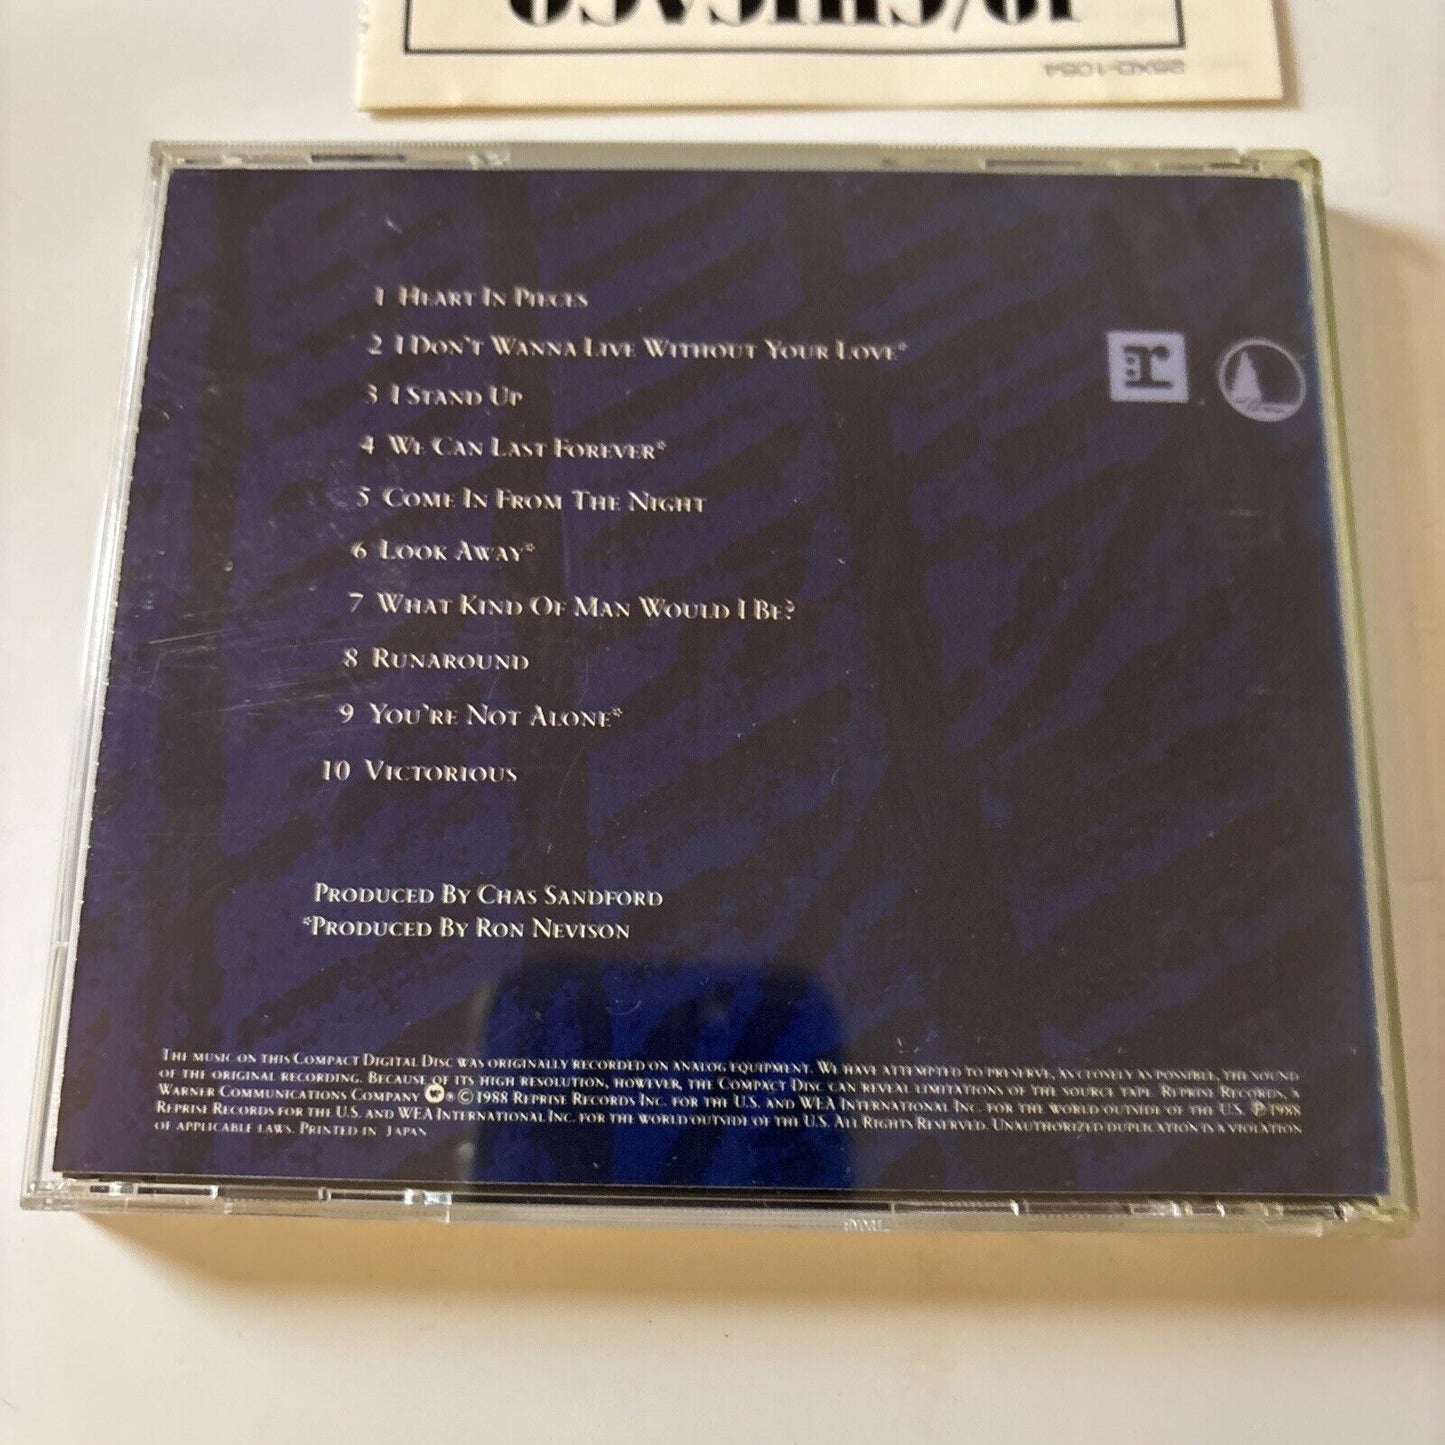 19/CHICAGO
25XD-1054
1 Heart In Pieces
2 I Don't Wanna Live Without Your Love*
3 I Stand Up
4 We Can Last Forever*
5 Come In From The Night
6 Look Away*
7 What Kind Of Man Would I Be?
8 Runaround
9 You're Not Alone*
10 Victorious
r
Produced By Chas Sandford
*Produced By Ron Nevison
The music on this Compact Digital Disc was originally recorded on analog equipment. We have attempted to preserve, as closely as possible, the sound
of the original recording. Because of its high resolution, however, the Compact Disc can reveal limitations of the source tape. Reprise Records, a
Warner Communications Company ® © 1988 Reprise Records Inc. for the U.S. and WEA International Inc. for the world outside of the U.S. ℗ 1988
Reprise Records for the U.S. and WEA International Inc. for the world outside of the U.S. All Rights Reserved. Unauthorized duplication is a violation
of applicable laws. Printed in Japan